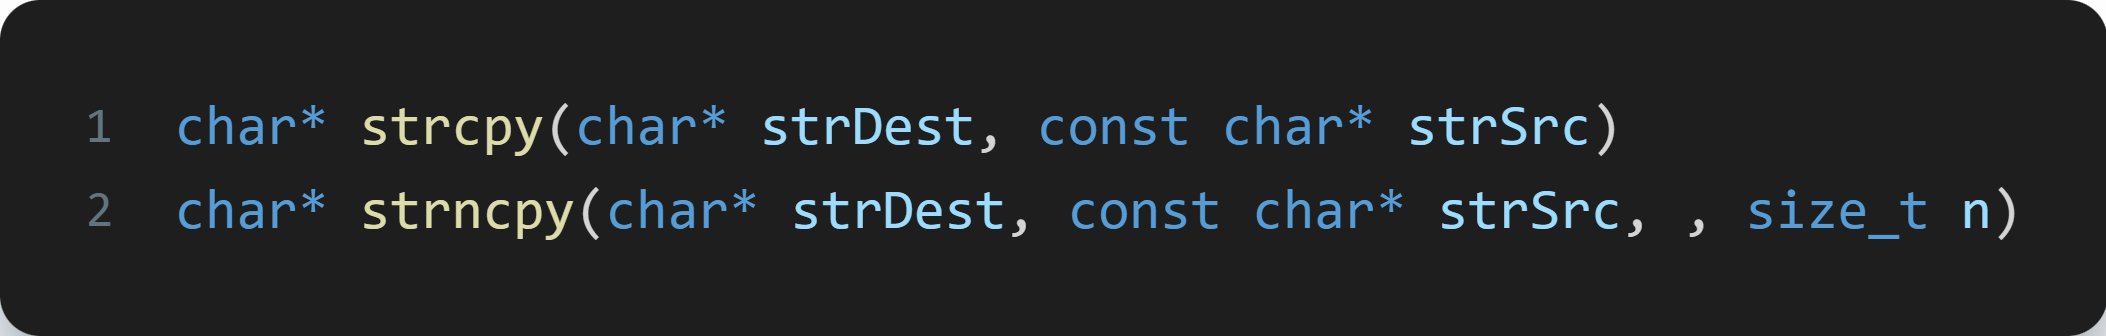 1 char* strcpy(char* strDest, const char* strSrc)
2 char* strncpy(char* strDest, const char* strSrc, , size_t n)